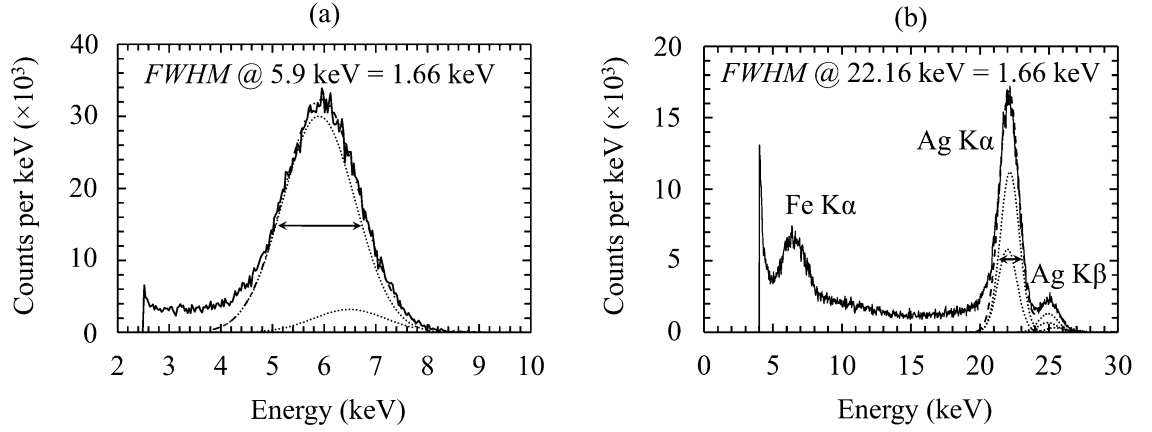 (a)
FWHM @ 5.9 keV = 1.66 keV
Counts per keV (×10³)
40
30
20
10
0
2 3 4 5 6 7 8 9 10
Energy (keV)
(b)
FWHM @ 22.16 keV = 1.66 keV
Counts per keV (×10³)
20
15
10
5
0
Ag Kα
Fe Kα
Ag Kβ
0 5 10 15 20 25 30
Energy (keV)